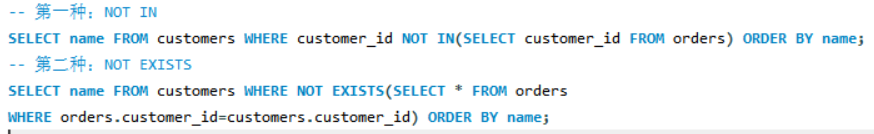 -- 第一种：NOT IN
SELECT name FROM customers WHERE customer_id NOT IN(SELECT customer_id FROM orders) ORDER BY name;
-- 第二种：NOT EXISTS
SELECT name FROM customers WHERE NOT EXISTS(SELECT * FROM orders
WHERE orders.customer_id=customers.customer_id) ORDER BY name;